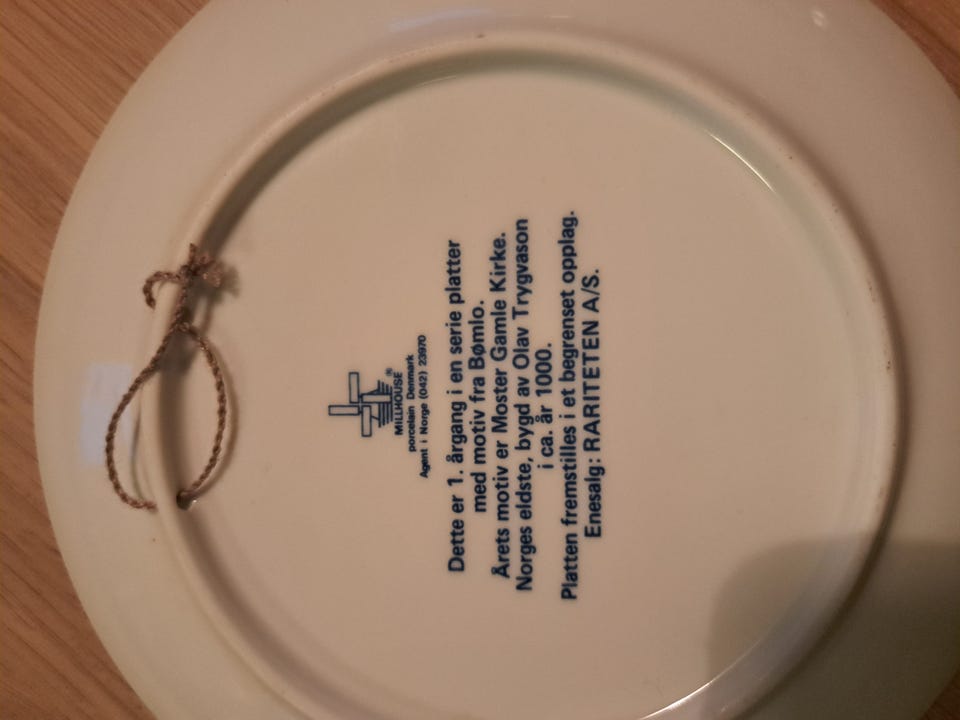 MILLHOUSE ®
porcelain Denmark
Agent i Norge (042) 23970
Dette er 1. årgang i en serie platter
med motiv fra Bømlo.
Årets motiv er Moster Gamle Kirke.
Norges eldste, bygd av Olav Trygvason
i ca. år 1000.
Platten fremstilles i et begrenset opplag.
Enesalg: RARITETEN A/S.